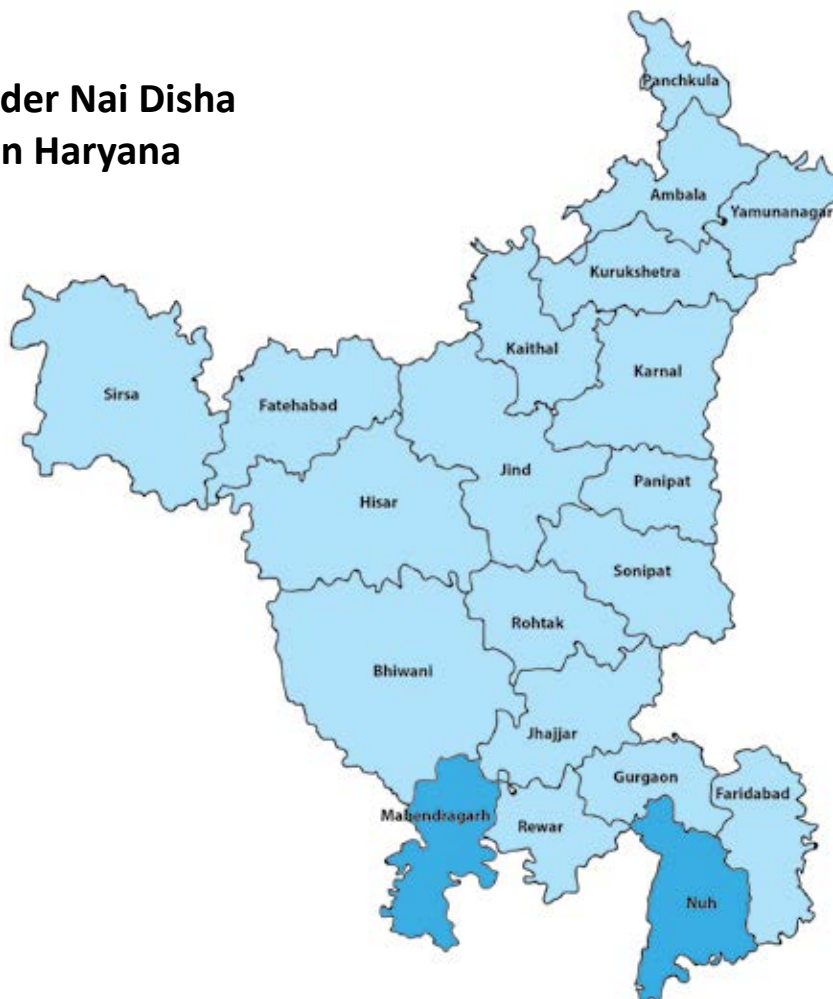 der Nai Disha
n Haryana
Panchkula
Ambala
Yamunanagar
Kurukshetra
Kaithal
Karnal
Sirsa
Fatehabad
Jind
Panipat
Hisar
Sonipat
Rohtak
Bhiwani
Jhajjar
Gurgaon
Faridabad
Mahendragarh
Rewar
Nuh